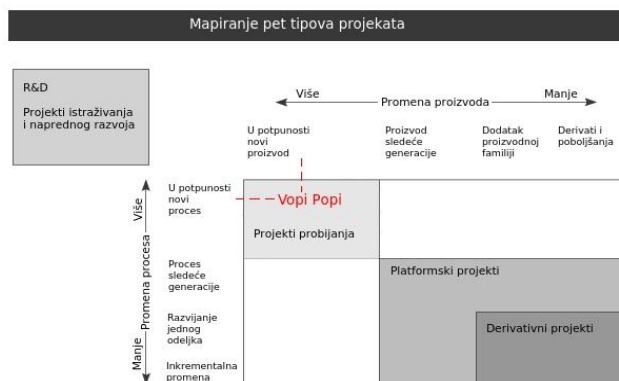 Mapiranje pet tipova projekata
R&D
Projekti istraživanja
i naprednog razvoja
Više
Promena proizvoda
Manje
U potpunosti
novi
proizvod
Proizvod
sledeće
generacije
Dodatak
proizvodnoj
familiji
Derivati i
poboljšanja
Više
Promena procesa
Manje
U potpunosti
novi
proces
Vopi Popi
Projekti probijanja
Proces
sledeće
generacije
Platformski projekti
Razvijanje
jednog
odeljka
Derivativni projekti
Inkrementalna
promena